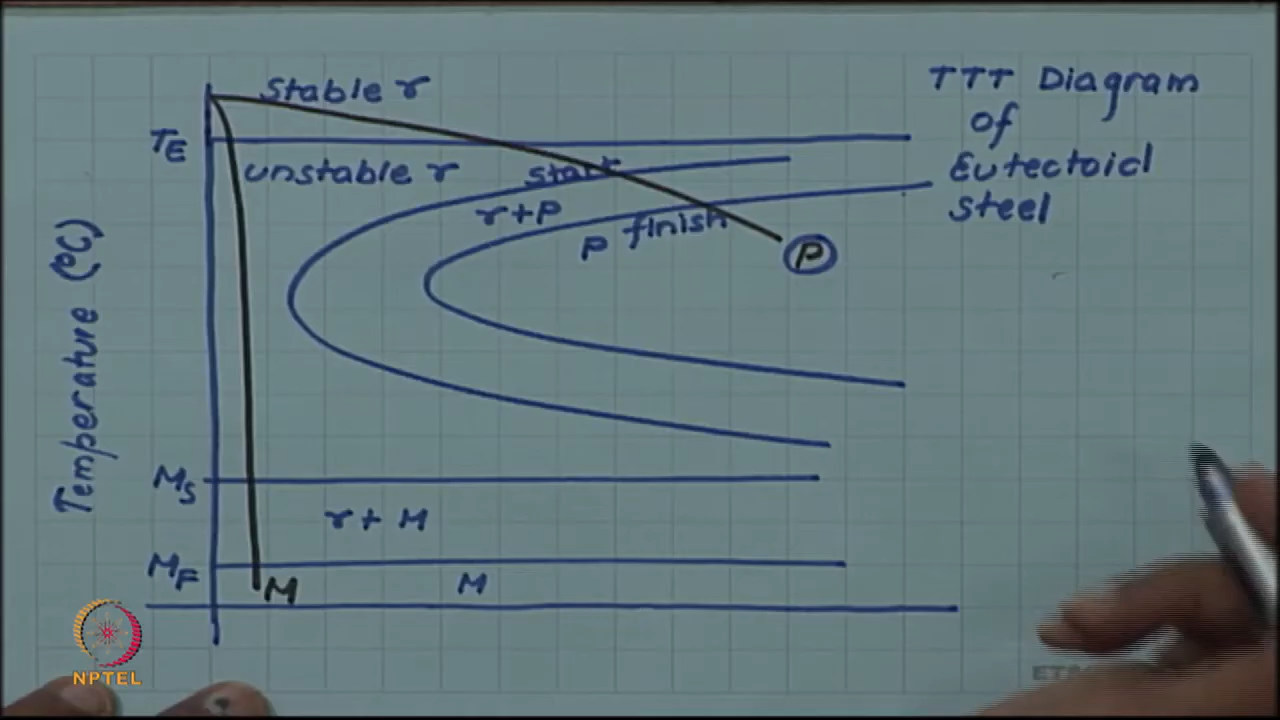 TTT Diagram
of
Eutectoid
steel
Stable r
TE
unstable r
start
r+P
P finish
P
Temperature (°C)
MS
r + M
MF
M
M
NPTEL